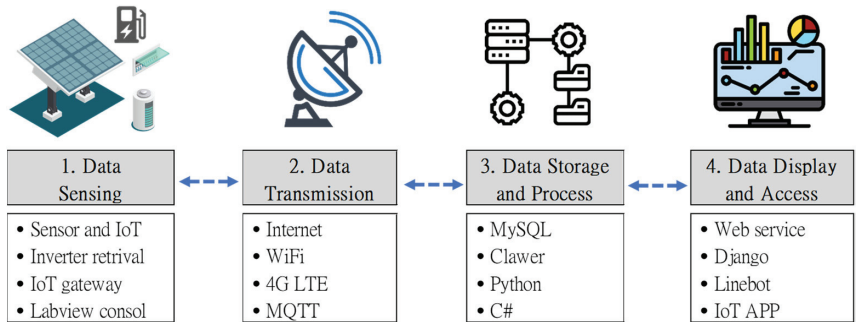 1. Data
Sensing
2. Data
Transmission
3. Data Storage
and Process
4. Data Display
and Access
• Sensor and IoT
• Inverter retrival
• IoT gateway
• Labview consol
• Internet
• WiFi
• 4G LTE
• MQTT
• MySQL
• Clawer
• Python
• C#
• Web service
• Django
• Linebot
• IoT APP